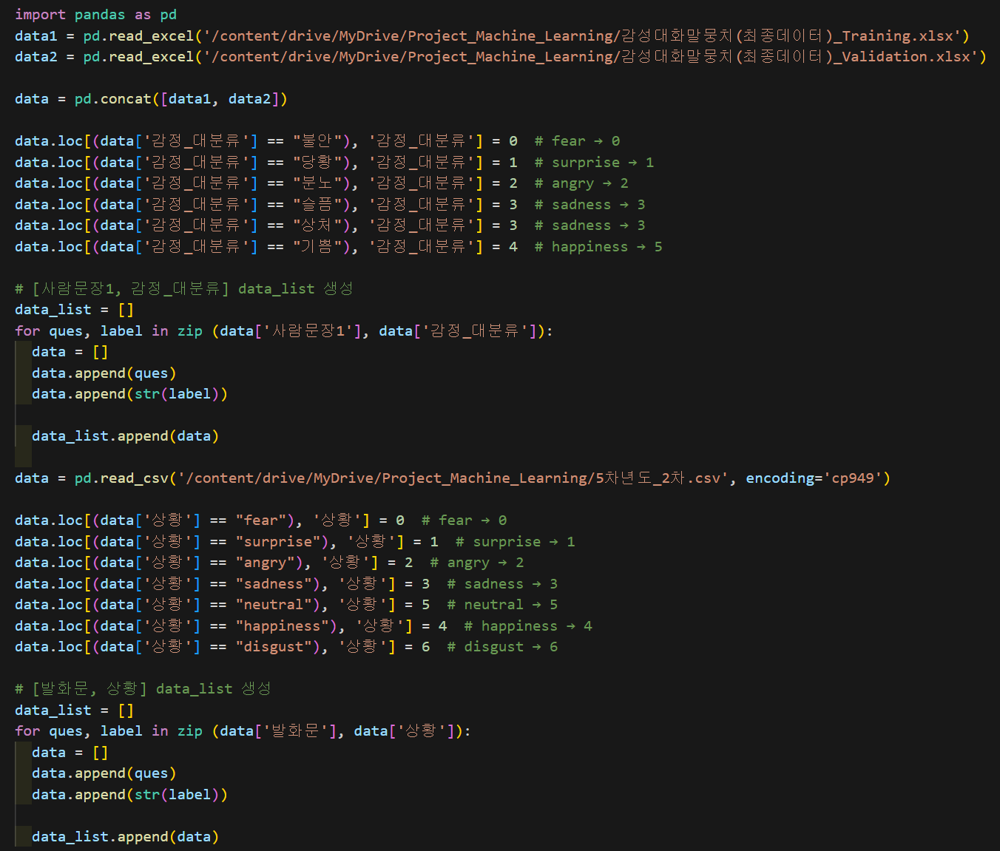 import pandas as pd
data1 = pd.read_excel('/content/drive/MyDrive/Project_Machine_Learning/감성대화말뭉치(최종데이터)_Training.xlsx')
data2 = pd.read_excel('/content/drive/MyDrive/Project_Machine_Learning/감성대화말뭉치(최종데이터)_Validation.xlsx')
data = pd.concat([data1, data2])
data.loc[(data['감정_대분류'] == "불안"), '감정_대분류'] = 0  # fear → 0
data.loc[(data['감정_대분류'] == "당황"), '감정_대분류'] = 1  # surprise → 1
data.loc[(data['감정_대분류'] == "분노"), '감정_대분류'] = 2  # angry → 2
data.loc[(data['감정_대분류'] == "슬픔"), '감정_대분류'] = 3  # sadness → 3
data.loc[(data['감정_대분류'] == "상처"), '감정_대분류'] = 3  # sadness → 3
data.loc[(data['감정_대분류'] == "기쁨"), '감정_대분류'] = 4  # happiness → 5
# [사람문장1, 감정_대분류] data_list 생성
data_list = []
for ques, label in zip (data['사람문장1'], data['감정_대분류']):
  data = []
  data.append(ques)
  data.append(str(label))
  data_list.append(data)
data = pd.read_csv('/content/drive/MyDrive/Project_Machine_Learning/5차년도_2차.csv', encoding='cp949')
data.loc[(data['상황'] == "fear"), '상황'] = 0  # fear → 0
data.loc[(data['상황'] == "surprise"), '상황'] = 1  # surprise → 1
data.loc[(data['상황'] == "angry"), '상황'] = 2  # angry → 2
data.loc[(data['상황'] == "sadness"), '상황'] = 3  # sadness → 3
data.loc[(data['상황'] == "neutral"), '상황'] = 5  # neutral → 5
data.loc[(data['상황'] == "happiness"), '상황'] = 4  # happiness → 4
data.loc[(data['상황'] == "disgust"), '상황'] = 6  # disgust → 6
# [발화문, 상황] data_list 생성
data_list = []
for ques, label in zip (data['발화문'], data['상황']):
  data = []
  data.append(ques)
  data.append(str(label))
  data_list.append(data)